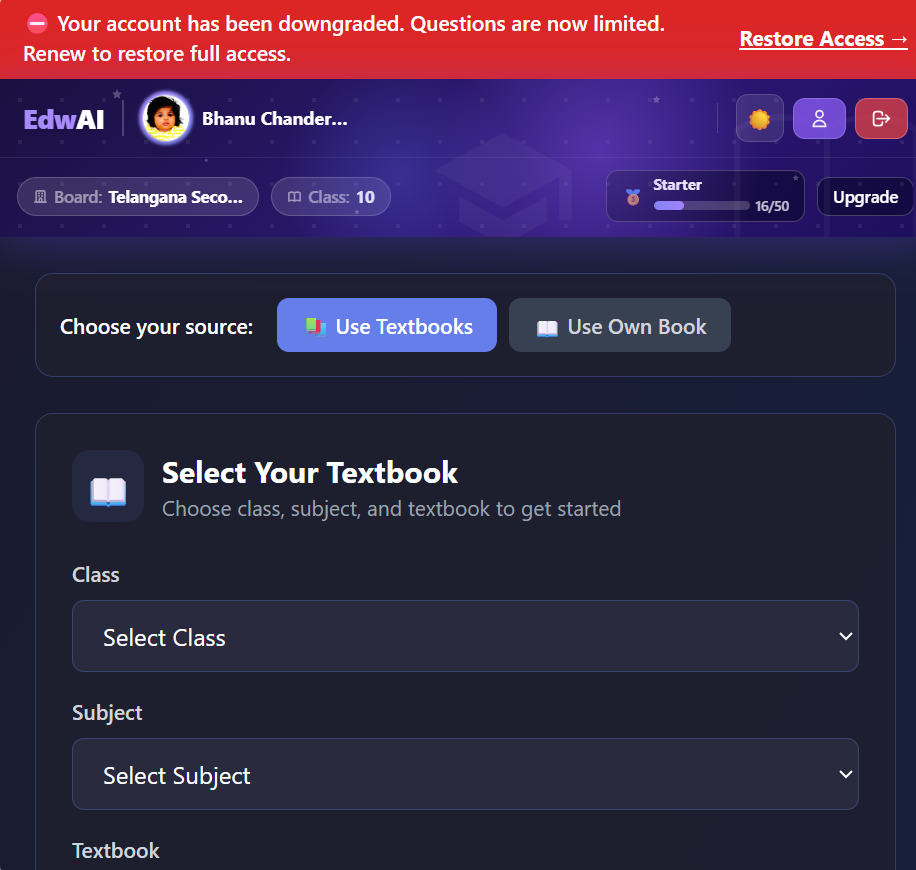 Your account has been downgraded. Questions are now limited.
Renew to restore full access.
Restore Access →
EdwAI
Bhanu Chander...
Board: Telangana Seco...
Class: 10
Starter
16/50
Upgrade
Choose your source:
Use Textbooks
Use Own Book
Select Your Textbook
Choose class, subject, and textbook to get started
Class
Select Class
Subject
Select Subject
Textbook